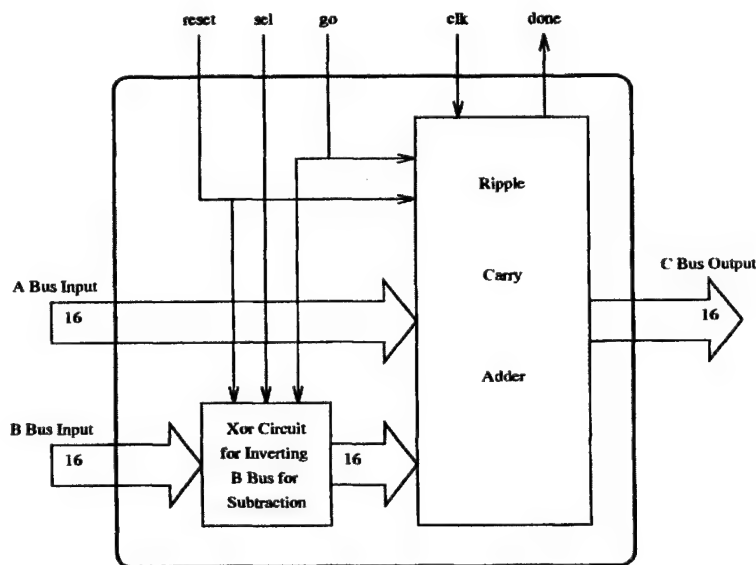 reset sel go clk done
Ripple
Carry
Adder
C Bus Output
16
A Bus Input
16
B Bus Input
16
Xor Circuit
for Inverting
B Bus for
Subtraction
16